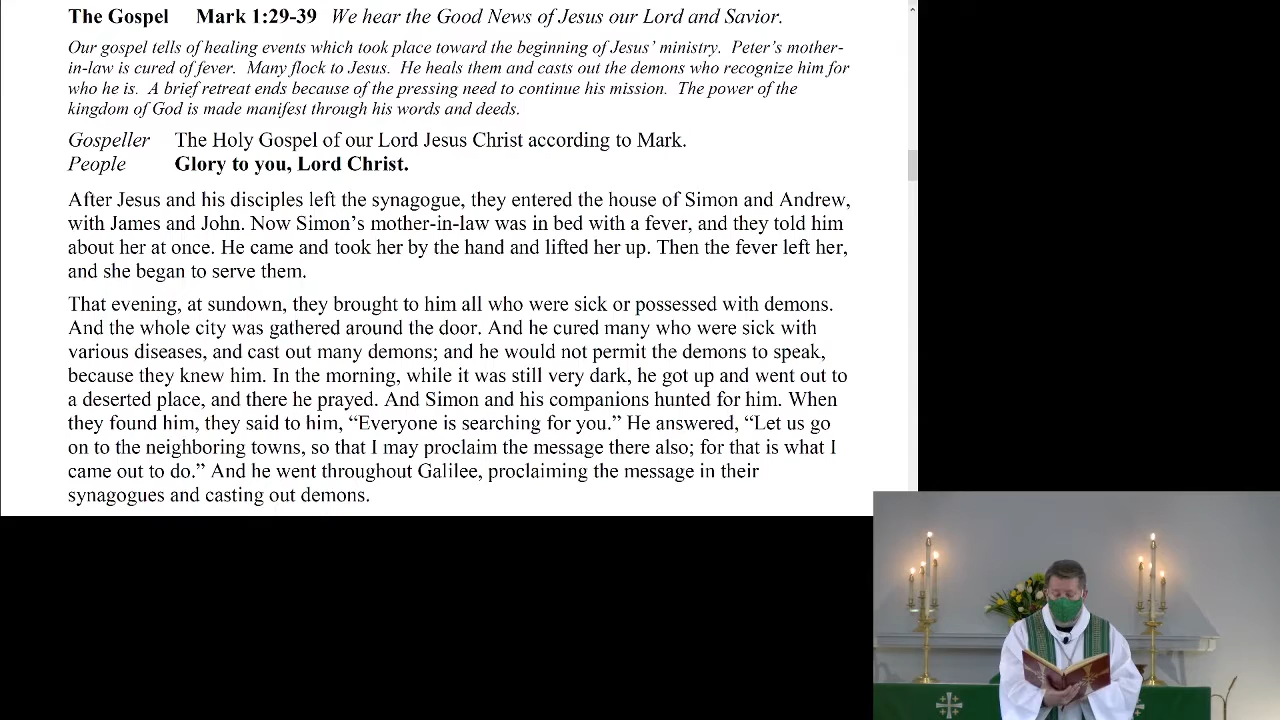 The Gospel Mark 1:29-39 We hear the Good News of Jesus our Lord and Savior.
Our gospel tells of healing events which took place toward the beginning of Jesus’ ministry. Peter’s mother-
in-law is cured of fever. Many flock to Jesus. He heals them and casts out the demons who recognize him for
who he is. A brief retreat ends because of the pressing need to continue his mission. The power of the
kingdom of God is made manifest through his words and deeds.
Gospeller The Holy Gospel of our Lord Jesus Christ according to Mark.
People Glory to you, Lord Christ.
After Jesus and his disciples left the synagogue, they entered the house of Simon and Andrew,
with James and John. Now Simon’s mother-in-law was in bed with a fever, and they told him
about her at once. He came and took her by the hand and lifted her up. Then the fever left her,
and she began to serve them.
That evening, at sundown, they brought to him all who were sick or possessed with demons.
And the whole city was gathered around the door. And he cured many who were sick with
various diseases, and cast out many demons; and he would not permit the demons to speak,
because they knew him. In the morning, while it was still very dark, he got up and went out to
a deserted place, and there he prayed. And Simon and his companions hunted for him. When
they found him, they said to him, “Everyone is searching for you.” He answered, “Let us go
on to the neighboring towns, so that I may proclaim the message there also; for that is what I
came out to do.” And he went throughout Galilee, proclaiming the message in their
synagogues and casting out demons.